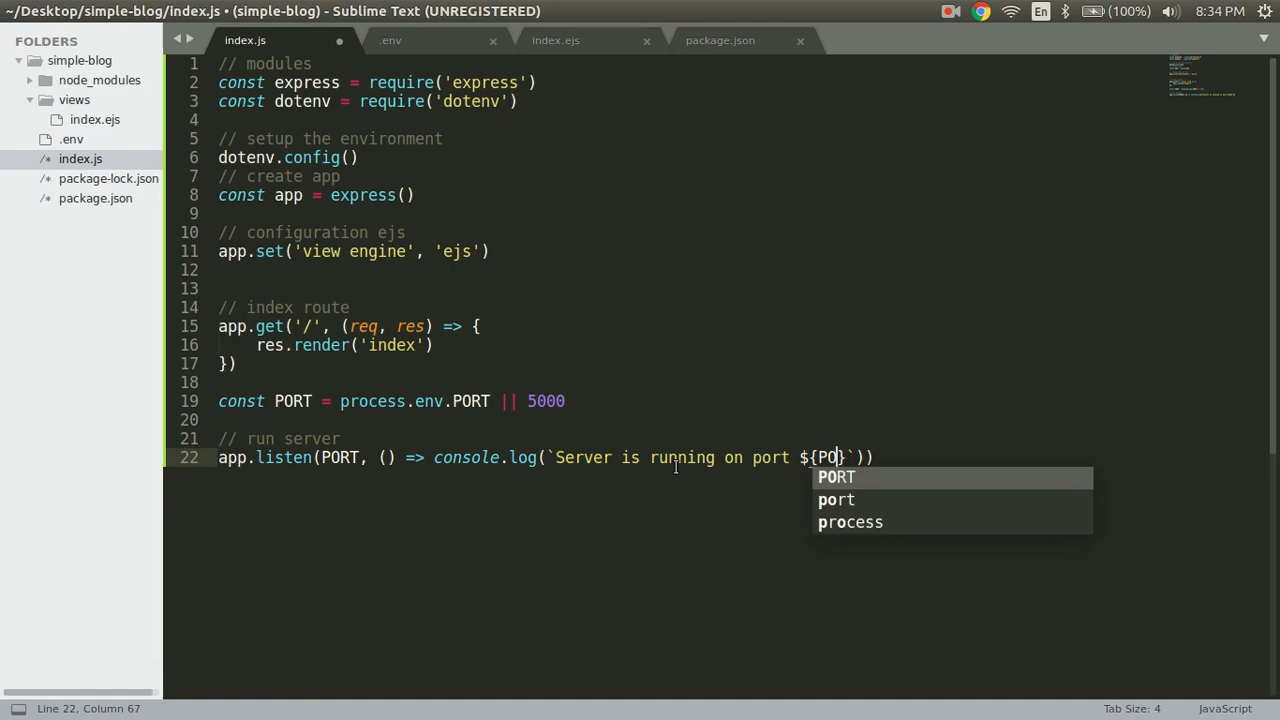 ~/Desktop/simple-blog/index.js • (simple-blog) - Sublime Text (UNREGISTERED)
En
(100%)
8:34 PM
FOLDERS
simple-blog
node_modules
views
index.ejs
.env
index.js
package-lock.json
package.json
index.js
.env
index.ejs
package.json
1 // modules
2 const express = require('express')
3 const dotenv = require('dotenv')
4
5 // setup the environment
6 dotenv.config()
7 // create app
8 const app = express()
9
10 // configuration ejs
11 app.set('view engine', 'ejs')
12
13
14 // index route
15 app.get('/', (req, res) => {
16     res.render('index')
17 })
18
19 const PORT = process.env.PORT || 5000
20
21 // run server
22 app.listen(PORT, () => console.log(`Server is running on port ${PO}`))
PORT
port
process
Line 22, Column 67
Tab Size: 4
JavaScript